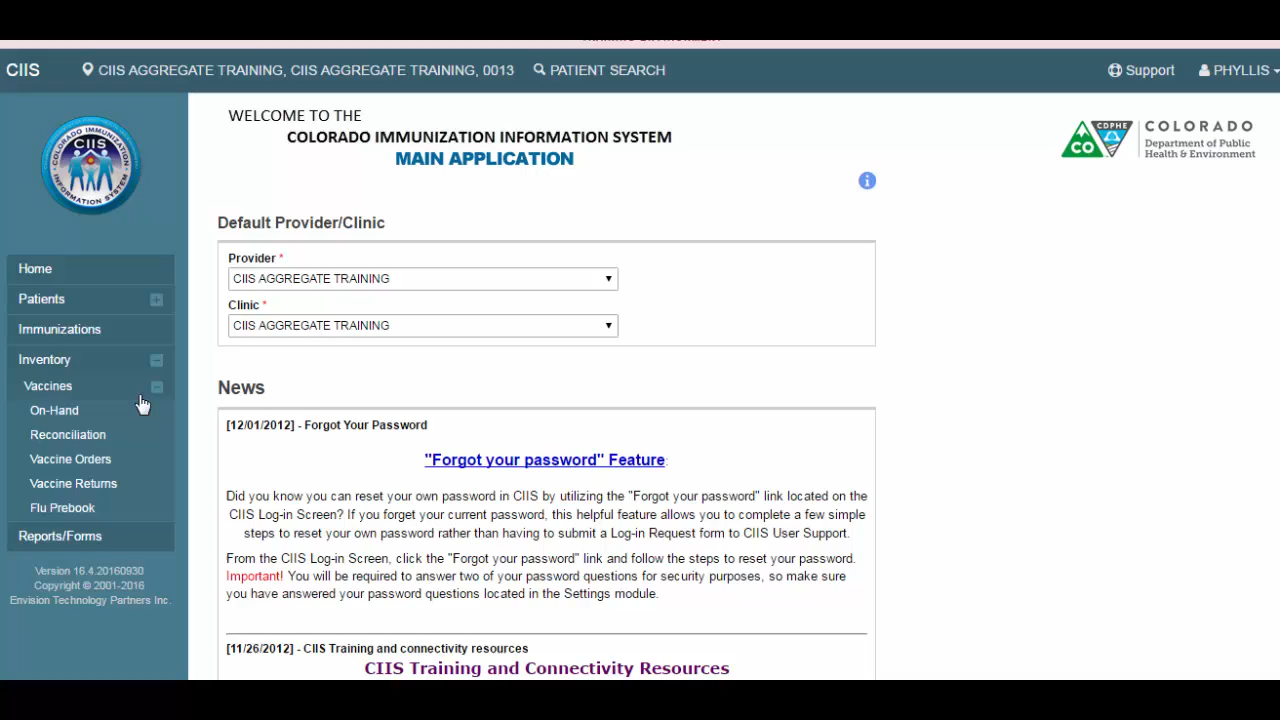 CIIS
CIIS AGGREGATE TRAINING, CIIS AGGREGATE TRAINING, 0013
PATIENT SEARCH
Support
PHYLLIS
COLORADO IMMUNIZATION
CIIS
INFORMATION SYSTEM
Home
Patients
Immunizations
Inventory
Vaccines
On-Hand
Reconciliation
Vaccine Orders
Vaccine Returns
Flu Prebook
Reports/Forms
Version 16.4.20160930
Copyright © 2001-2016
Envision Technology Partners Inc.
WELCOME TO THE
COLORADO IMMUNIZATION INFORMATION SYSTEM
MAIN APPLICATION
CO
CDPHE
COLORADO
Department of Public
Health & Environment
Default Provider/Clinic
Provider *
CIIS AGGREGATE TRAINING
Clinic *
CIIS AGGREGATE TRAINING
News
[12/01/2012] - Forgot Your Password
"Forgot your password" Feature:
Did you know you can reset your own password in CIIS by utilizing the "Forgot your password" link located on the
CIIS Log-in Screen? If you forget your current password, this helpful feature allows you to complete a few simple
steps to reset your own password rather than having to submit a Log-in Request form to CIIS User Support.
From the CIIS Log-in Screen, click the "Forgot your password" link and follow the steps to reset your password.
Important! You will be required to answer two of your password questions for security purposes, so make sure
you have answered your password questions located in the Settings module.
[11/26/2012] - CIIS Training and connectivity resources
CIIS Training and Connectivity Resources